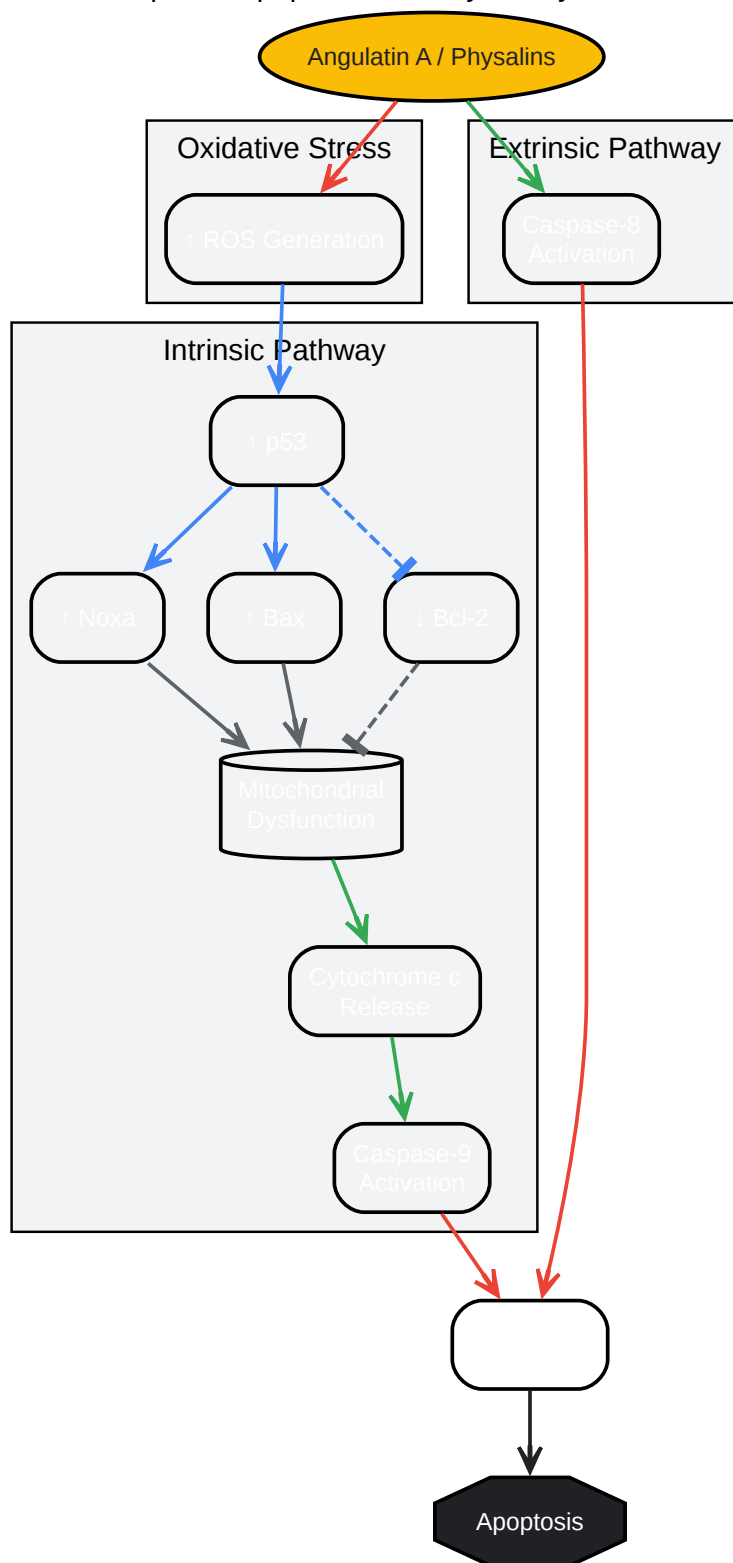 Angulatin A / Physalins
Oxidative Stress
Extrinsic Pathway
↑ ROS Generation
Caspase-8
Activation
Intrinsic Pathway
↑ p53
↑ Noxa
↑ Bax
↓ Bcl-2
Mitochondrial
Dysfunction
Cytochrome c
Release
Caspase-9
Activation
Apoptosis